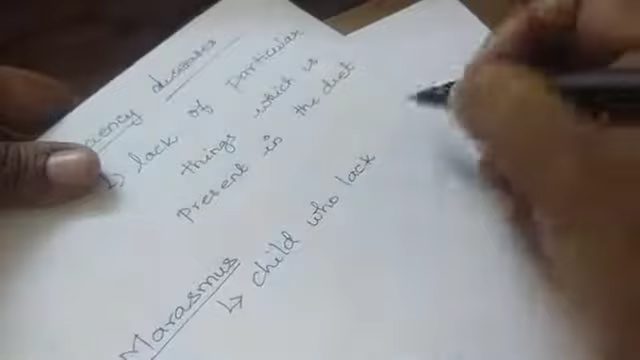 ciency diseases
↳ lack of particular
things which is
present in the diet
Marasmus
↳ child who lack